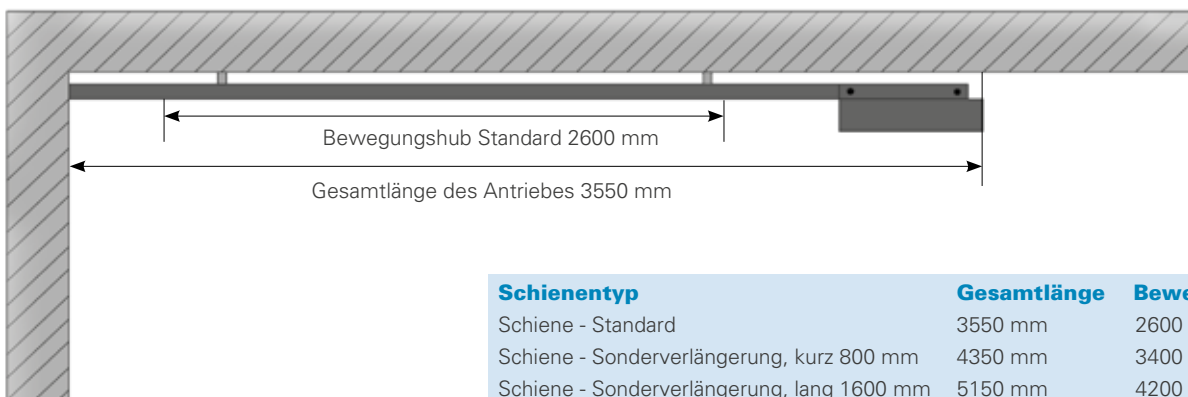 Bewegungshub Standard 2600 mm
Gesamtlänge des Antriebes 3550 mm
Schienentyp Gesamtlänge
Schiene - Standard 3550 mm 2600
Schiene - Sonderverlängerung, kurz 800 mm 4350 mm 3400
Schiene - Sonderverlängerung, lang 1600 mm 5150 mm 4200